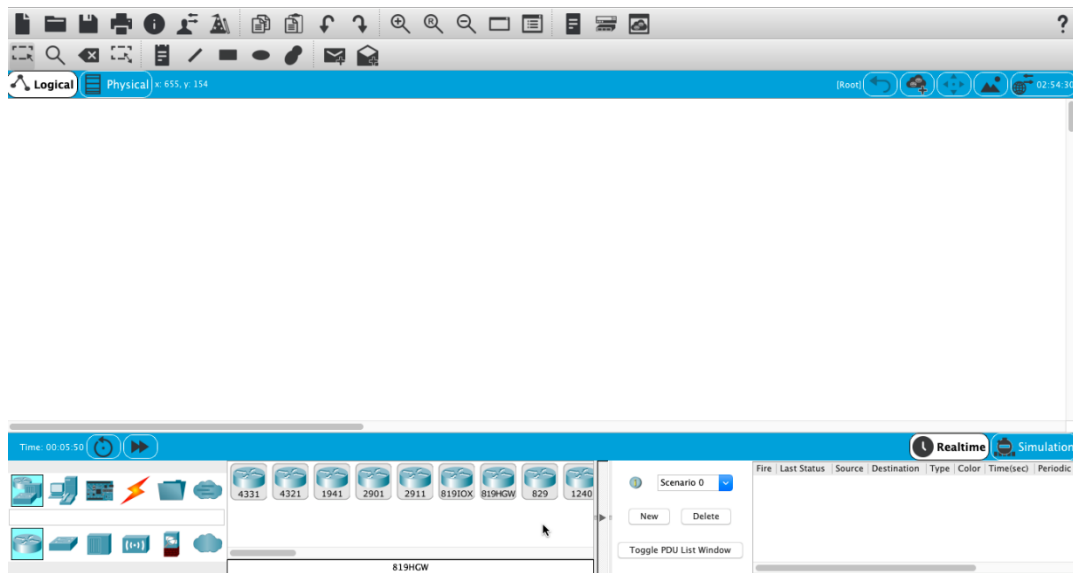 ?
Logical Physical x: 655, y: 154 [Root] 02:54:30
Time: 00:05:50 Realtime Simulation
Fire Last Status Source Destination Type Color Time(sec) Periodic
4331 4321 1941 2901 2911 819IOX 819HGW 829 1240
Scenario 0
New Delete
Toggle PDU List Window
819HGW